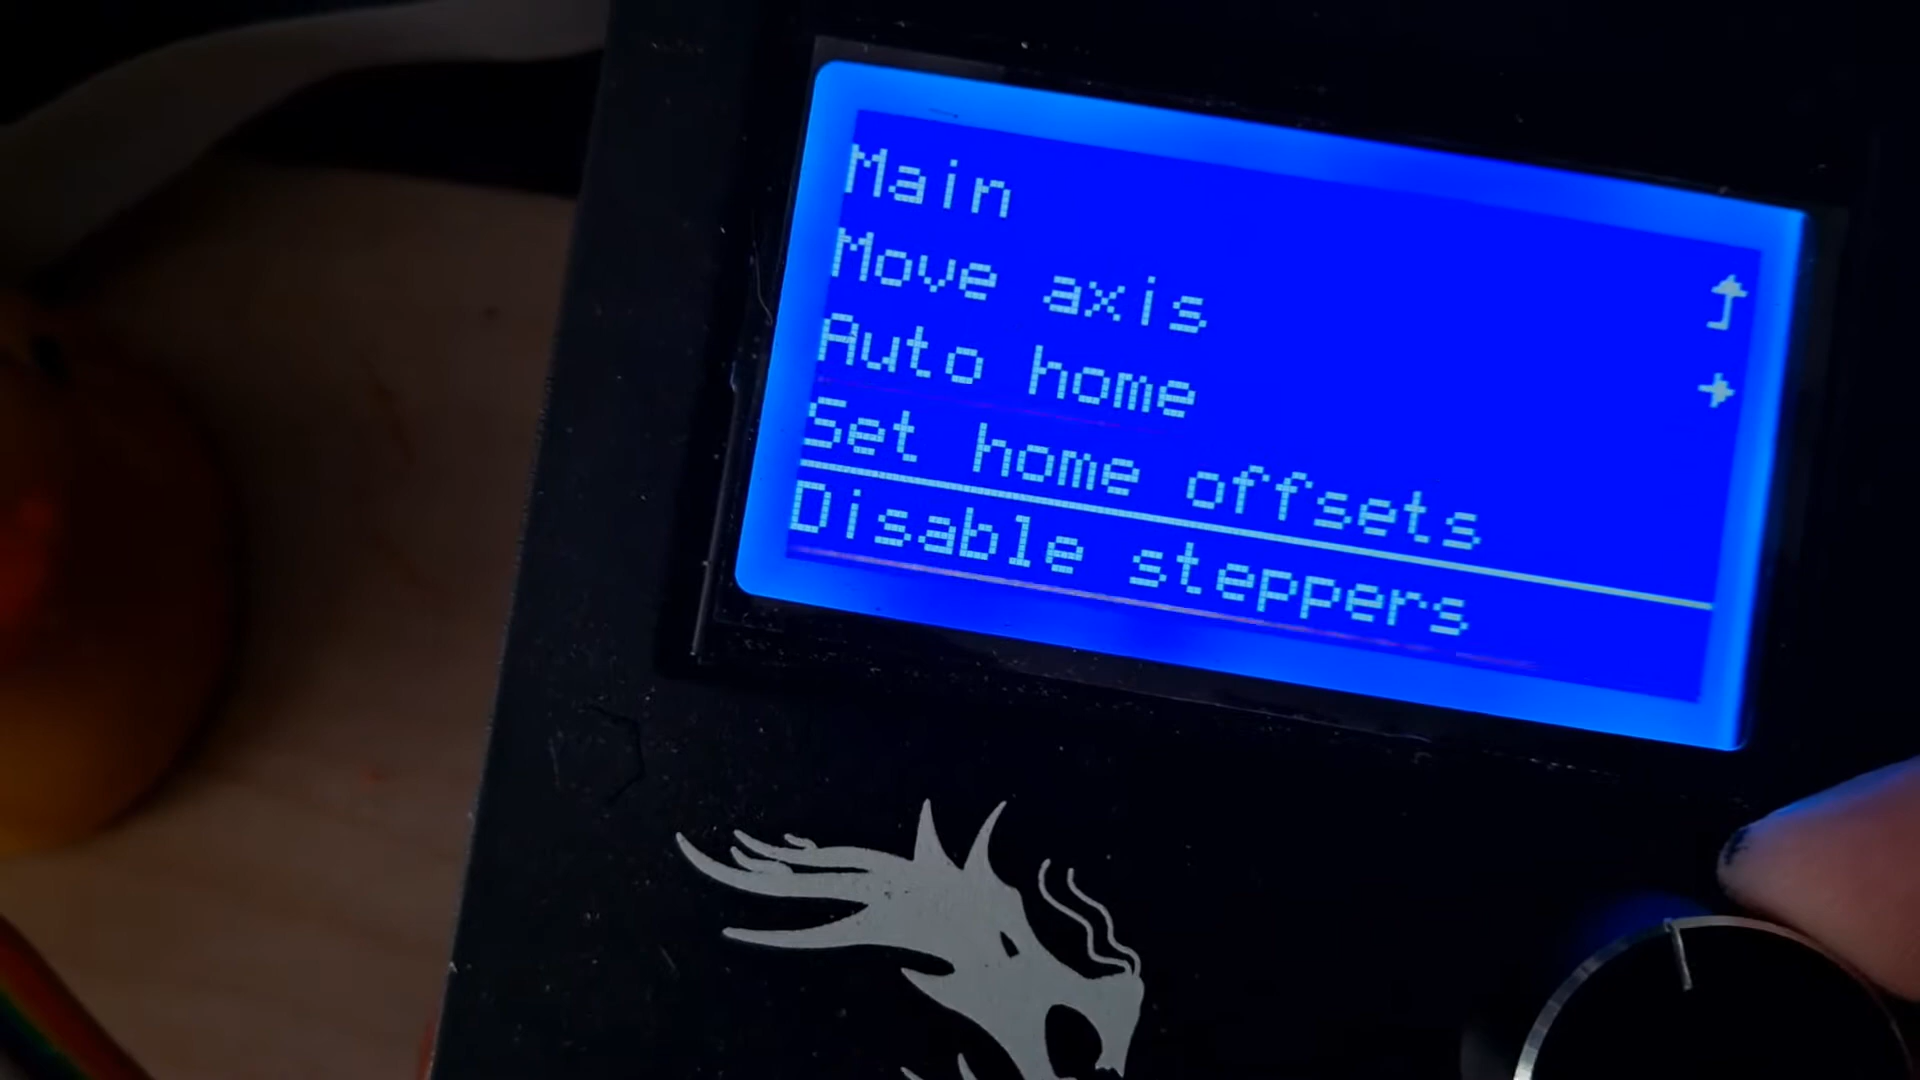 Main
Move axis
Auto home
Set home offsets
Disable steppers